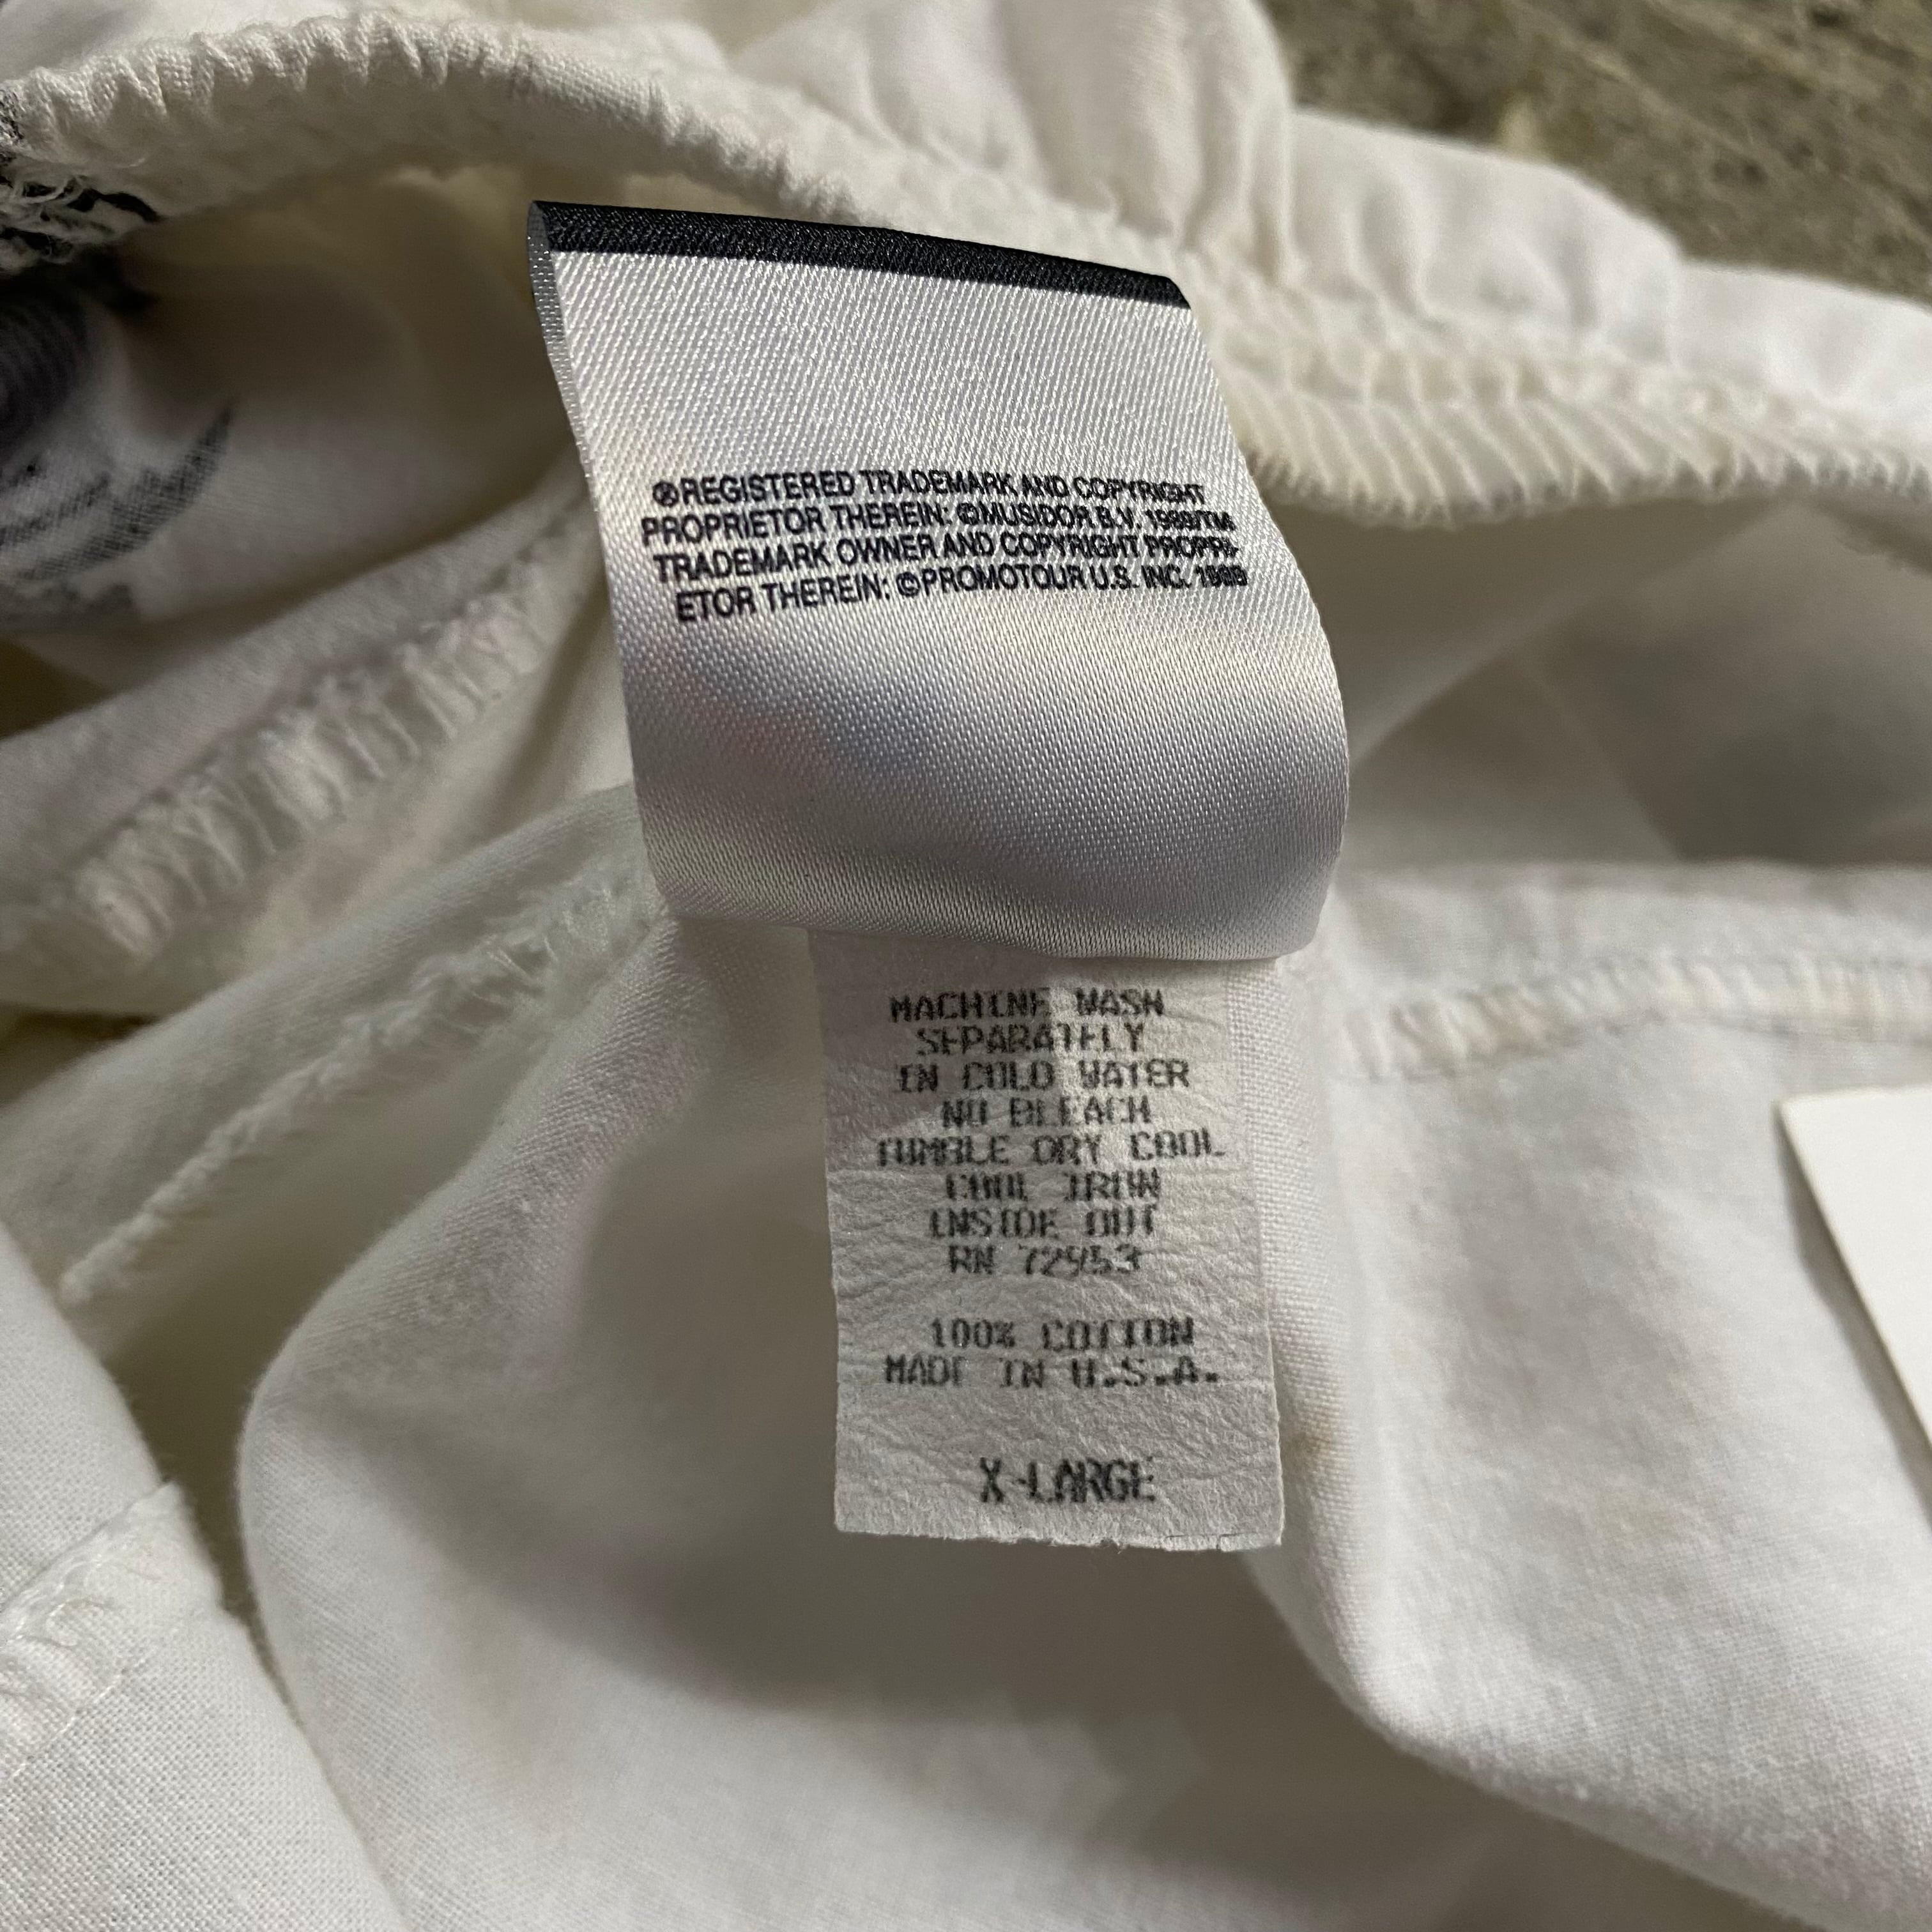 ®REGISTERED TRADEMARK AND COPYRIGHT
PROPRIETOR THEREIN: ©MUSIDOR B.V. 1989/TM
TRADEMARK OWNER AND COPYRIGHT PROPRI-
ETOR THEREIN: ©PROMOTOUR U.S. INC. 1989
MACHINE WASH
SEPARATELY
IN COLD WATER
NO BLEACH
TUMBLE DRY COOL
COOL IRON
INSIDE OUT
RN 72953
100% COTTON
MADE IN U.S.A.
X-LARGE